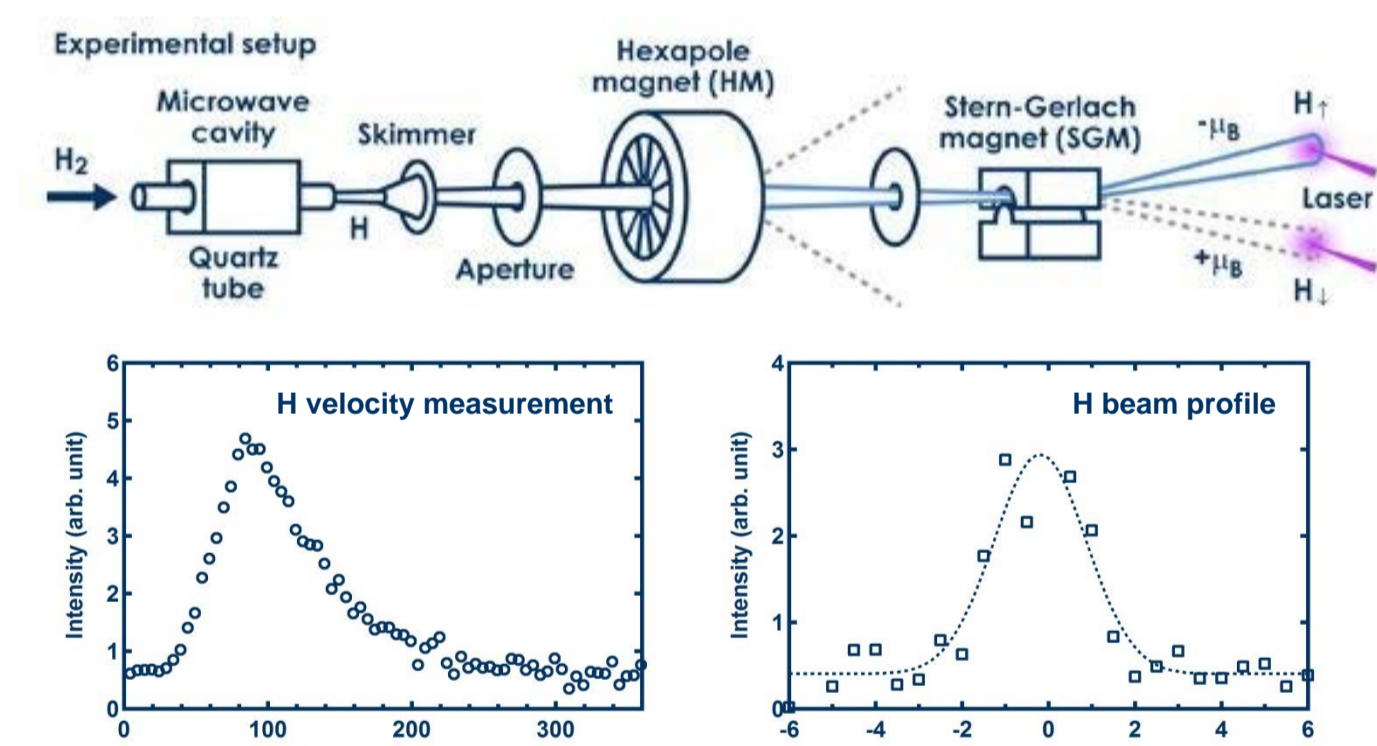 Experimental setup
Microwave
cavity
H₂
Skimmer
H
Quartz
tube
Aperture
Hexapole
magnet (HM)
Stern-Gerlach
magnet (SGM)
-μB
H↑
Laser
+μB
H↓
H velocity measurement
Intensity (arb. unit)
6
5
4
3
2
1
0
0 100 200 300
H beam profile
Intensity (arb. unit)
4
3
2
1
0
-6 -4 -2 0 2 4 6